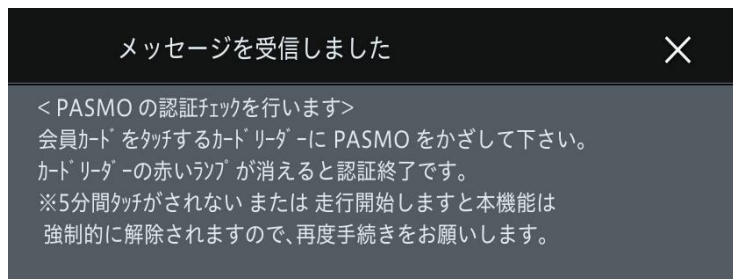 メッセージを受信しました
< PASMO の認証ﾁｪｯｸを行います>
会員ｶｰﾄﾞをﾀｯﾁするｶｰﾄﾞﾘｰﾀﾞｰに PASMO をかざして下さい。
ｶｰﾄﾞﾘｰﾀﾞｰの赤いﾗﾝﾌﾟが消えると認証終了です。
※5分間ﾀｯﾁがされない または 走行開始しますと本機能は
強制的に解除されますので､再度手続きをお願いします。